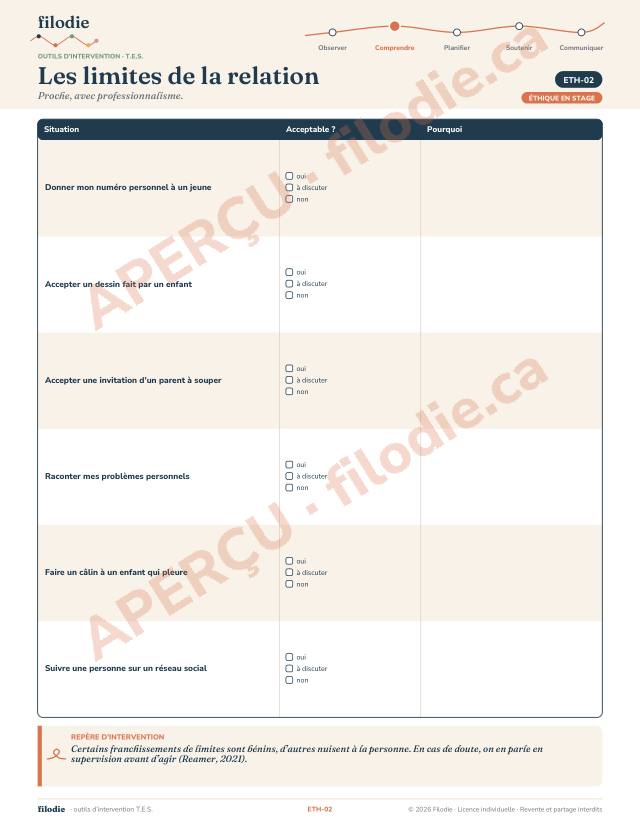 filodie
Observer
Comprendre
Planifier
Soutenir
Communiquer
OUTILS D'INTERVENTION · T.E.S.
Les limites de la relation
ETH-02
Proche, avec professionnalisme.
ÉTHIQUE EN STAGE
Situation
Acceptable ?
Pourquoi
Donner mon numéro personnel à un jeune
oui
à discuter
non
Accepter un dessin fait par un enfant
oui
à discuter
non
Accepter une invitation d'un parent à souper
oui
à discuter
non
Raconter mes problèmes personnels
oui
à discuter
non
Faire un câlin à un enfant qui pleure
oui
à discuter
non
Suivre une personne sur un réseau social
oui
à discuter
non
APERÇU · filodie.ca
APERÇU · filodie.ca
REPÈRE D'INTERVENTION
Certains franchissements de limites sont bénins, d'autres nuisent à la personne. En cas de doute, on en parle en
supervision avant d'agir (Reamer, 2021).
filodie · outils d'intervention T.E.S.
ETH-02
© 2026 Filodie · Licence individuelle · Revente et partage interdits